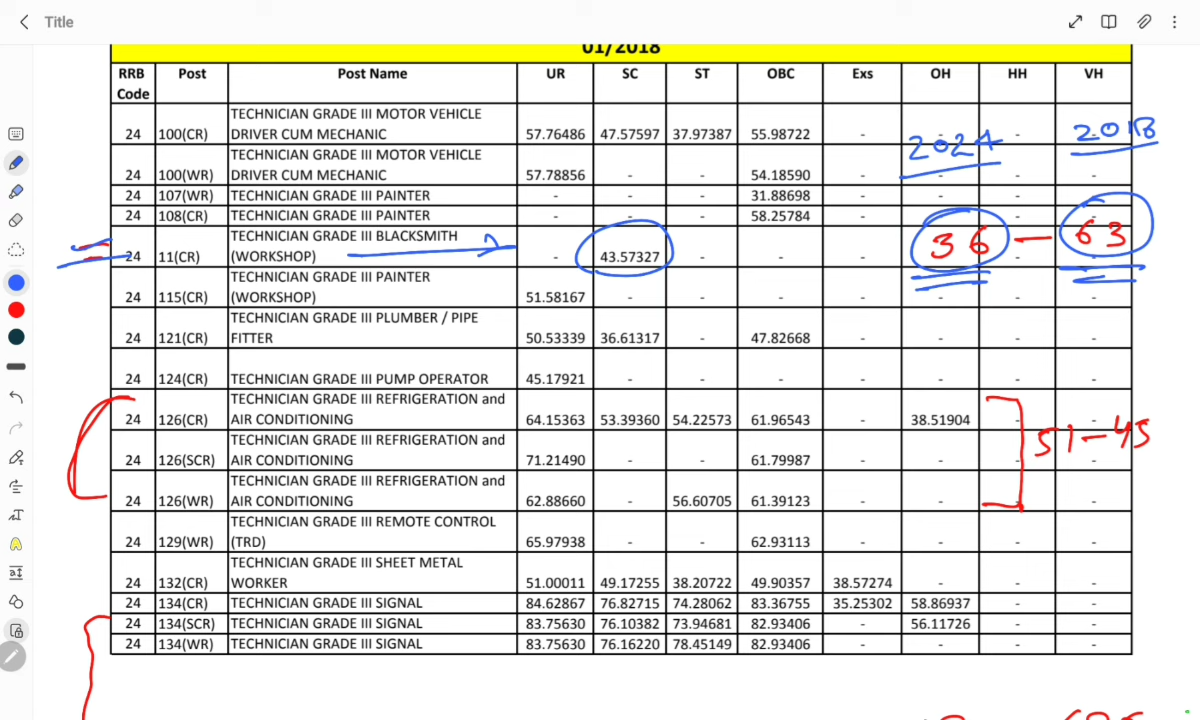 Title
01/2018
RRB Code Post Post Name UR SC ST OBC Exs OH HH VH
24 100(CR) TECHNICIAN GRADE III MOTOR VEHICLE DRIVER CUM MECHANIC 57.76486 47.57597 37.97387 55.98722 - - - -
2024 2018
24 100(WR) TECHNICIAN GRADE III MOTOR VEHICLE DRIVER CUM MECHANIC 57.78856 - - 54.18590 - - - -
24 107(WR) TECHNICIAN GRADE III PAINTER - - - 31.88698 - - - -
24 108(CR) TECHNICIAN GRADE III PAINTER - - - 58.25784 - - - -
24 11(CR) TECHNICIAN GRADE III BLACKSMITH (WORKSHOP) - 43.57327 - - - - - -
36 - 63
24 115(CR) TECHNICIAN GRADE III PAINTER (WORKSHOP) 51.58167 - - - - - - -
24 121(CR) TECHNICIAN GRADE III PLUMBER / PIPE FITTER 50.53339 36.61317 - 47.82668 - - - -
24 124(CR) TECHNICIAN GRADE III PUMP OPERATOR 45.17921 - - - - - - -
24 126(CR) TECHNICIAN GRADE III REFRIGERATION and AIR CONDITIONING 64.15363 53.39360 54.22573 61.96543 - 38.51904 - -
51-45
24 126(SCR) TECHNICIAN GRADE III REFRIGERATION and AIR CONDITIONING 71.21490 - - 61.79987 - - - -
24 126(WR) TECHNICIAN GRADE III REFRIGERATION and AIR CONDITIONING 62.88660 - 56.60705 61.39123 - - - -
24 129(WR) TECHNICIAN GRADE III REMOTE CONTROL (TRD) 65.97938 - - 62.93113 - - - -
24 132(CR) TECHNICIAN GRADE III SHEET METAL WORKER 51.00011 49.17255 38.20722 49.90357 38.57274 - - -
24 134(CR) TECHNICIAN GRADE III SIGNAL 84.62867 76.82715 74.28062 83.36755 35.25302 58.86937 - -
24 134(SCR) TECHNICIAN GRADE III SIGNAL 83.75630 76.10382 73.94681 82.93406 - 56.11726 - -
24 134(WR) TECHNICIAN GRADE III SIGNAL 83.75630 76.16220 78.45149 82.93406 - - - -